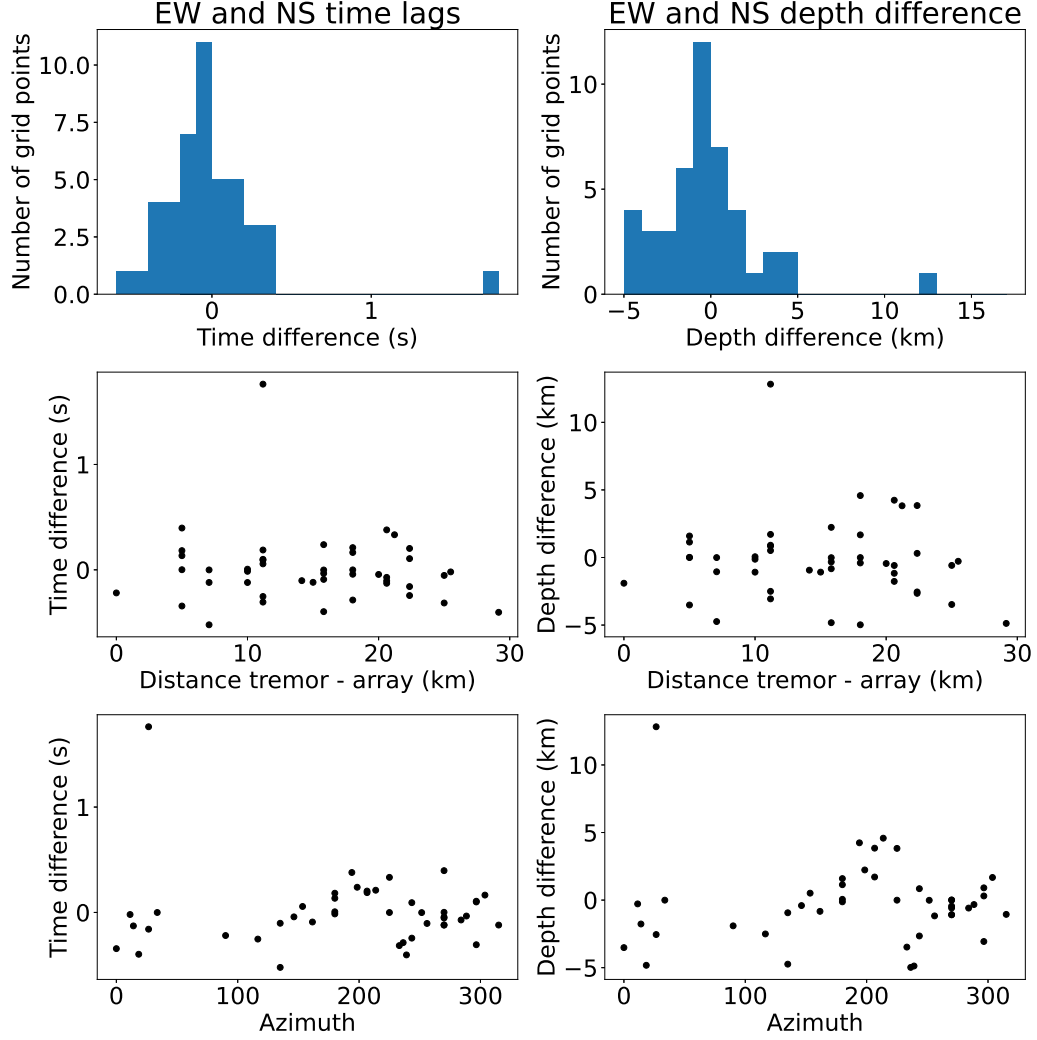 EW and NS time lags
Number of grid points
10.0
7.5
5.0
2.5
0.0
0 1
Time difference (s)
EW and NS depth difference
Number of grid points
10
5
0
−5 0 5 10 15
Depth difference (km)
Time difference (s)
1
0
0 10 20 30
Distance tremor - array (km)
Depth difference (km)
10
5
0
−5
0 10 20 30
Distance tremor - array (km)
Time difference (s)
1
0
0 100 200 300
Azimuth
Depth difference (km)
10
5
0
−5
0 100 200 300
Azimuth